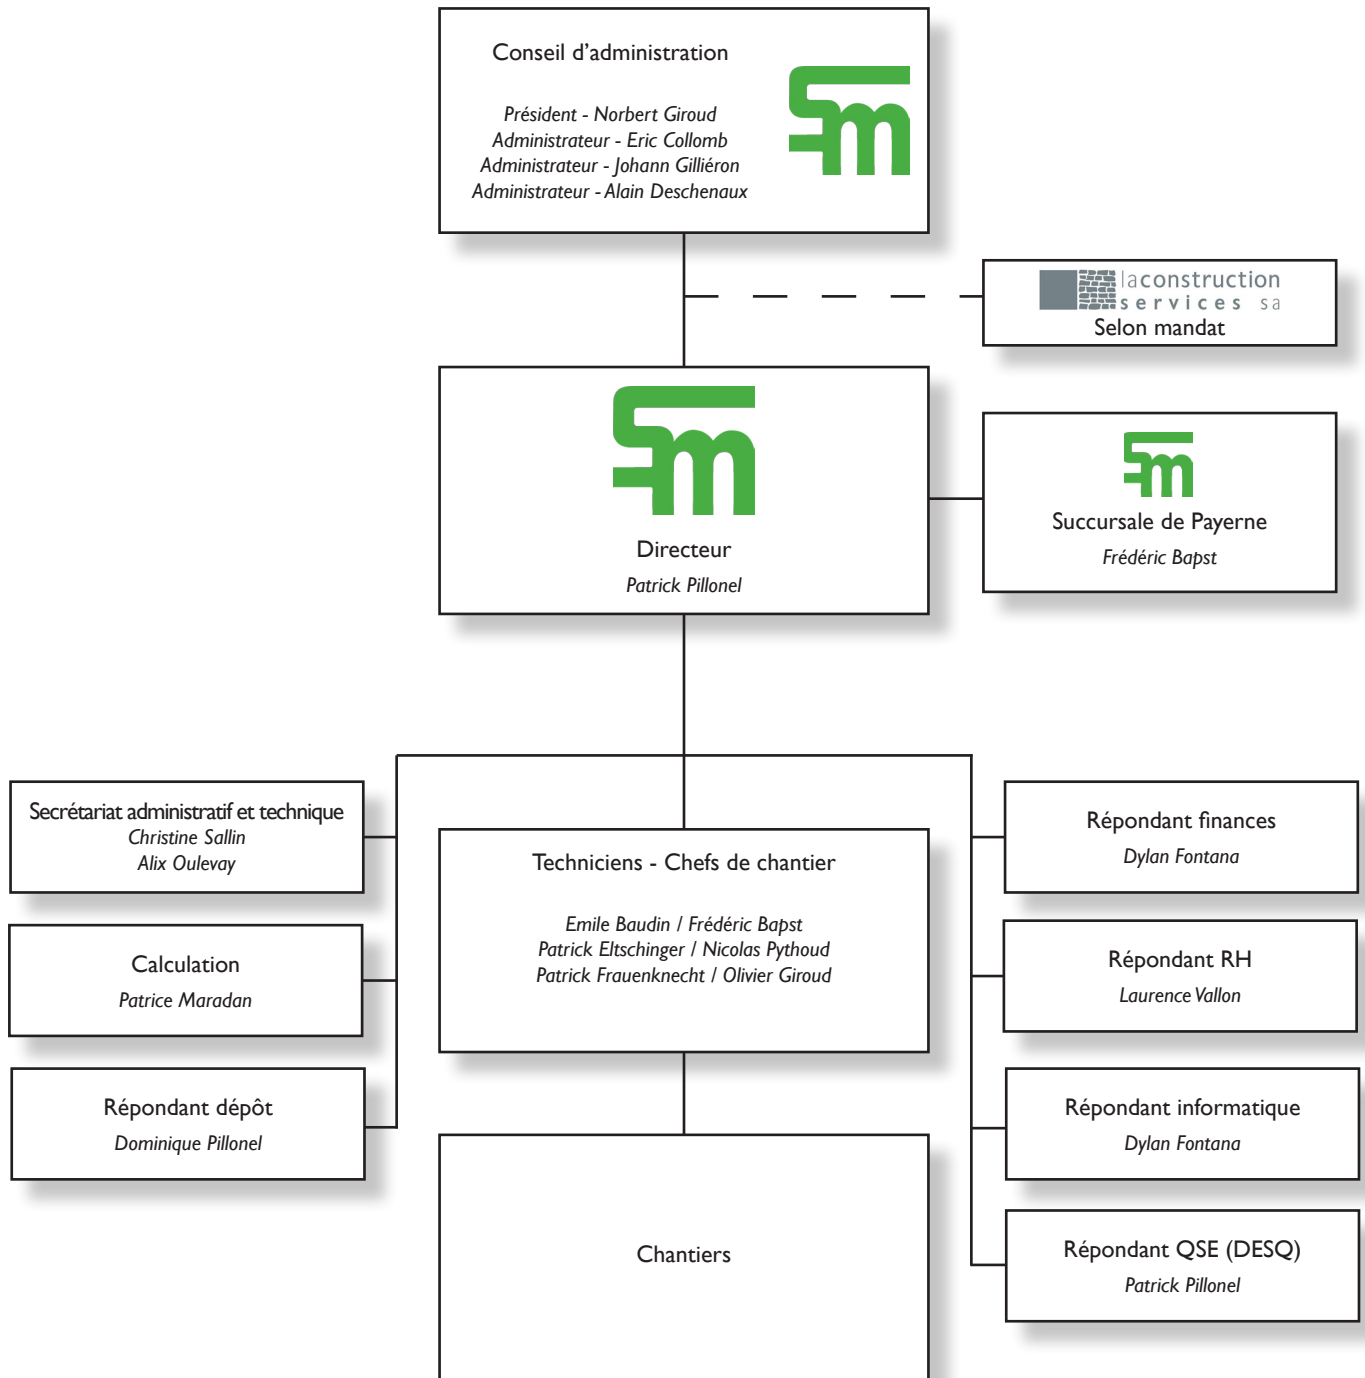 Conseil d'administration
Président - Norbert Giroud
Administrateur - Eric Collomb
Administrateur - Johann Gilliéron
Administrateur - Alain Deschenaux
laconstruction
services sa
Selon mandat
Sm
Directeur
Patrick Pillonel
Sm
Succursale de Payerne
Frédéric Bapst
Secrétariat administratif et technique
Christine Sallin
Alix Oulevay
Calculation
Patrice Maradan
Répondant dépôt
Dominique Pillonel
Techniciens - Chefs de chantier
Emile Baudin / Frédéric Bapst
Patrick Eltschinger / Nicolas Pythoud
Patrick Frauenknecht / Olivier Giroud
Chantiers
Répondant finances
Dylan Fontana
Répondant RH
Laurence Vallon
Répondant informatique
Dylan Fontana
Répondant QSE (DESQ)
Patrick Pillonel